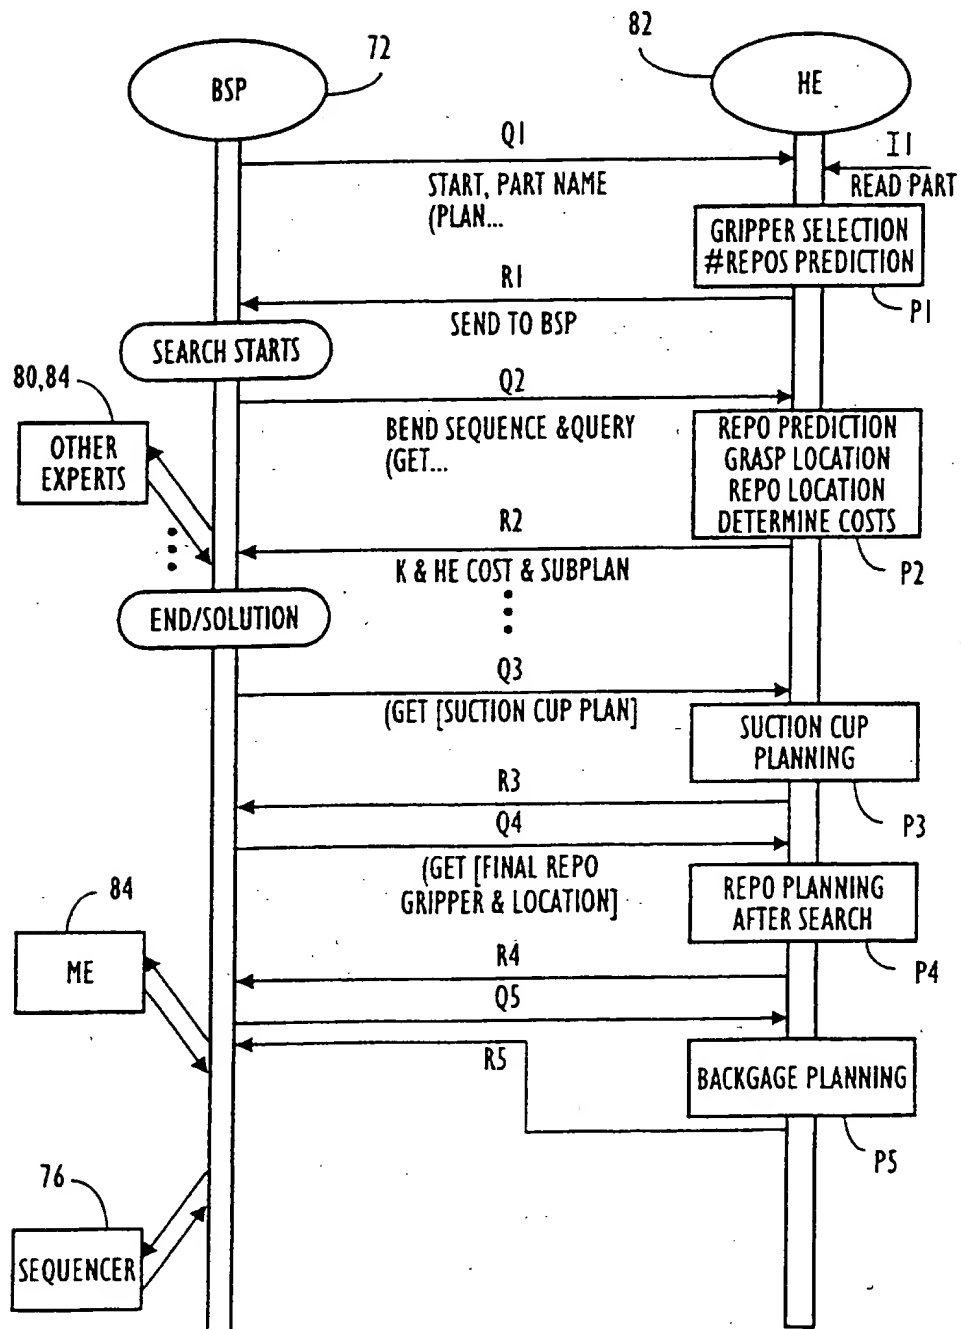 82
72
BSP
HE
Q1
I1
START, PART NAME
(PLAN...
READ PART
GRIPPER SELECTION
#REPOS PREDICTION
R1
P1
SEND TO BSP
SEARCH STARTS
80,84
Q2
OTHER
EXPERTS
BEND SEQUENCE &QUERY
(GET...
REPO PREDICTION
GRASP LOCATION
REPO LOCATION
DETERMINE COSTS
R2
K & HE COST & SUBPLAN
P2
END/SOLUTION
Q3
(GET [SUCTION CUP PLAN]
SUCTION CUP
PLANNING
R3
P3
Q4
(GET [FINAL REPO
GRIPPER & LOCATION]
REPO PLANNING
AFTER SEARCH
84
ME
R4
P4
Q5
R5
BACKGAGE PLANNING
P5
76
SEQUENCER